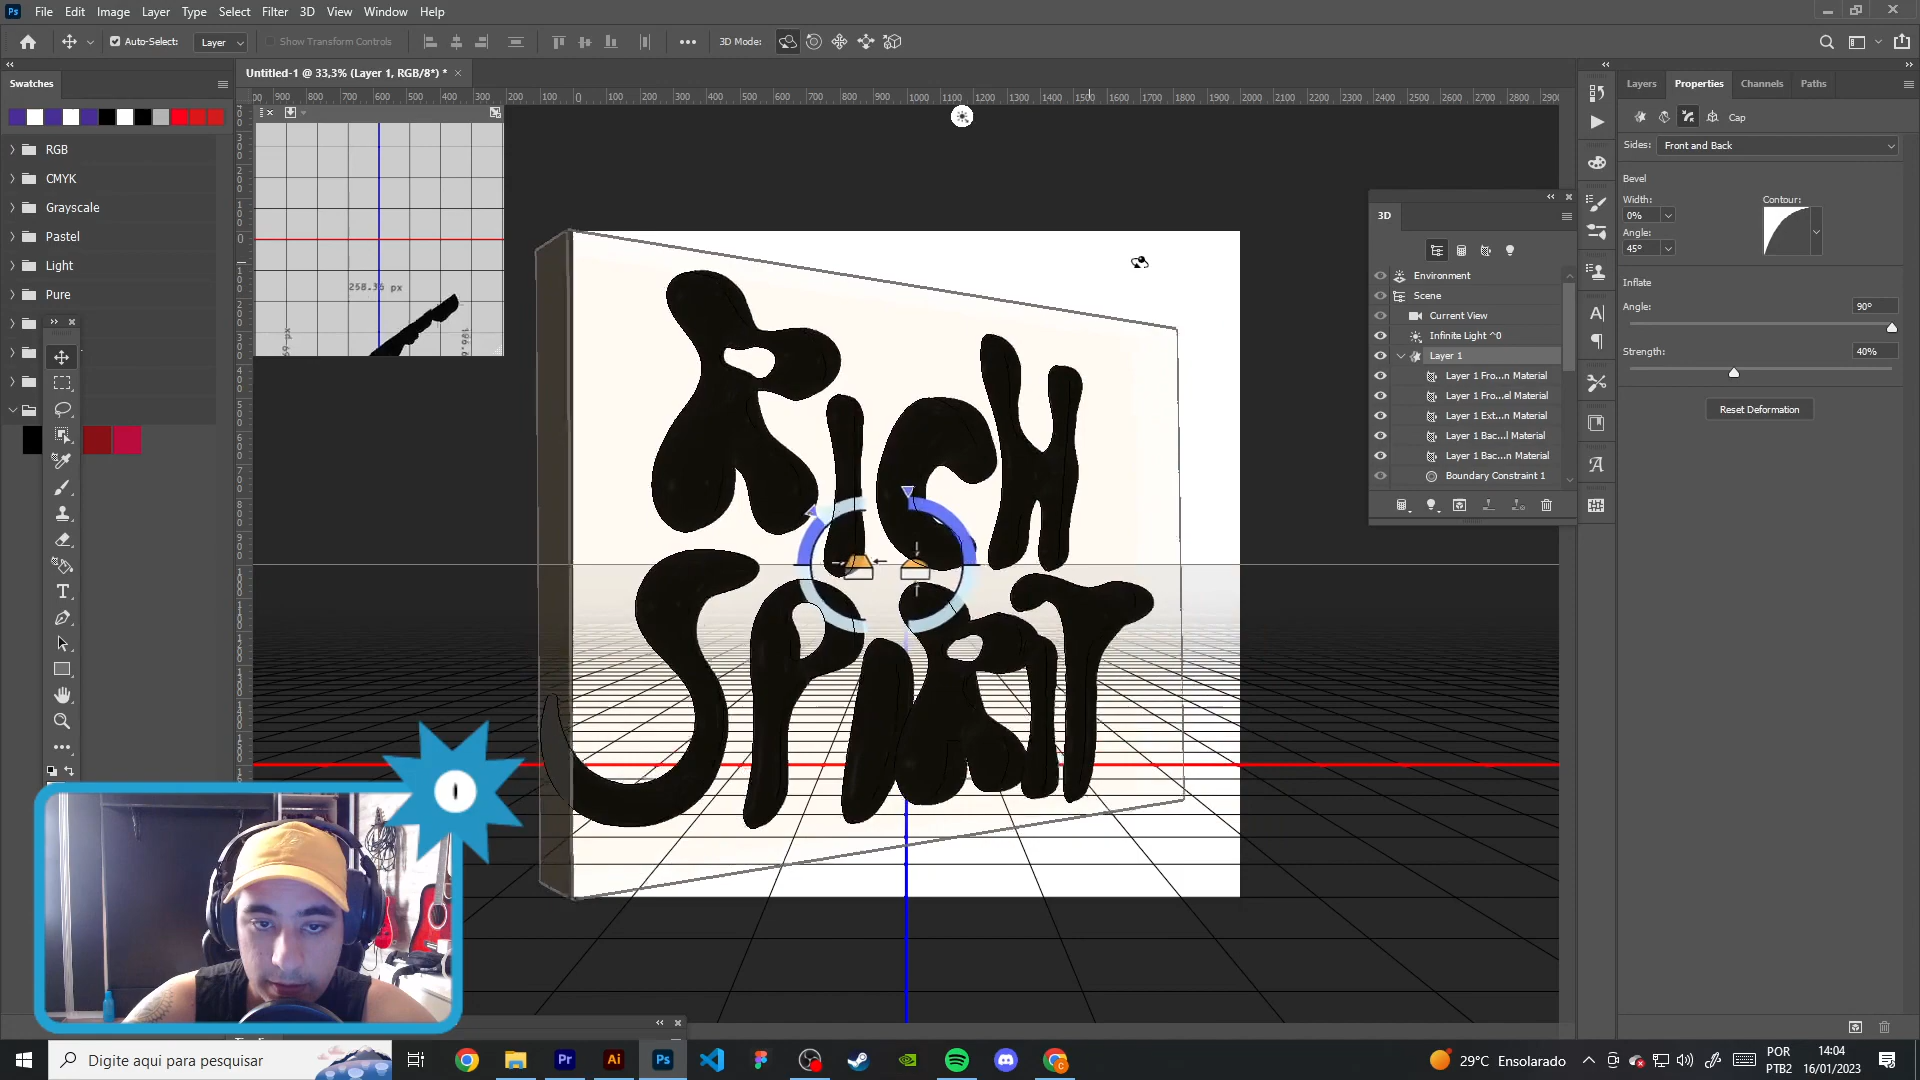 File Edit Image Layer Type Select Filter 3D View Window Help
Auto-Select: Layer Show Transform Controls 3D Mode:
Swatches
Untitled-1 @ 33,3% (Layer 1, RGB/8*) *
Layers Properties Channels Paths
Cap
Sides: Front and Back
RGB
CMYK
Grayscale
Pastel
Light
Pure
258.36 px
Bevel
Width:
0%
Contour:
Angle:
45º
Inflate
Angle: 90º
Strength: 40%
Reset Deformation
3D
Environment
Scene
Current View
Infinite Light ^0
Layer 1
Layer 1 Fro...n Material
Layer 1 Fro...el Material
Layer 1 Ext...n Material
Layer 1 Bac...l Material
Layer 1 Bac...n Material
Boundary Constraint 1
RICH
SPIRIT
Digite aqui para pesquisar
29°C Ensolarado
POR
PTB2
14:04
16/01/2023